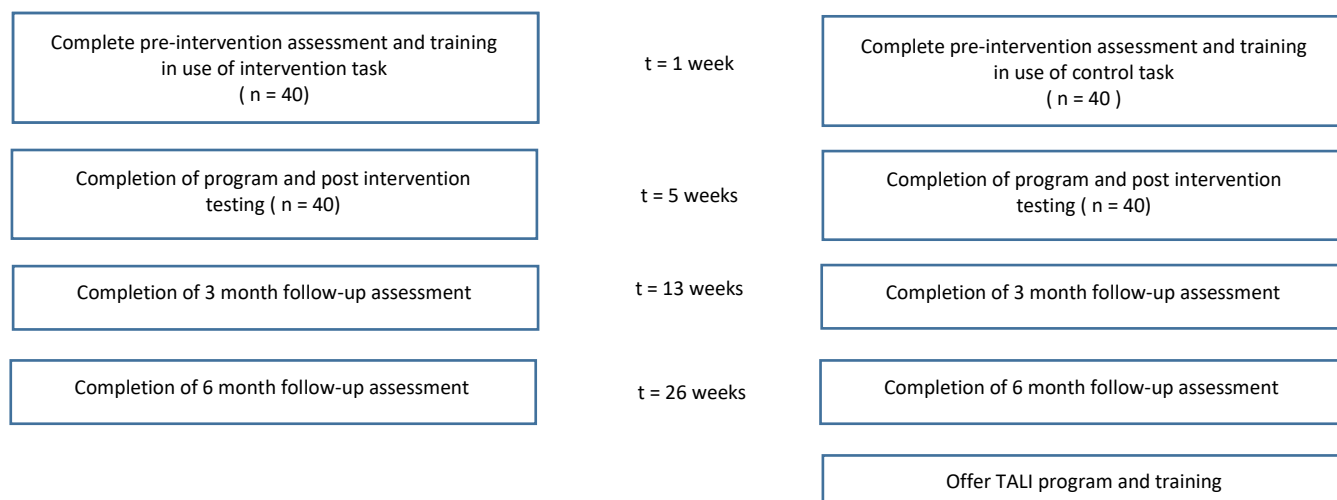 Complete pre-intervention assessment and training
in use of intervention task
( n = 40)
t = 1 week
Complete pre-intervention assessment and training
in use of control task
( n = 40 )
Completion of program and post intervention
testing ( n = 40)
t = 5 weeks
Completion of program and post intervention
testing ( n = 40)
Completion of 3 month follow-up assessment
t = 13 weeks
Completion of 3 month follow-up assessment
Completion of 6 month follow-up assessment
t = 26 weeks
Completion of 6 month follow-up assessment
Offer TALI program and training